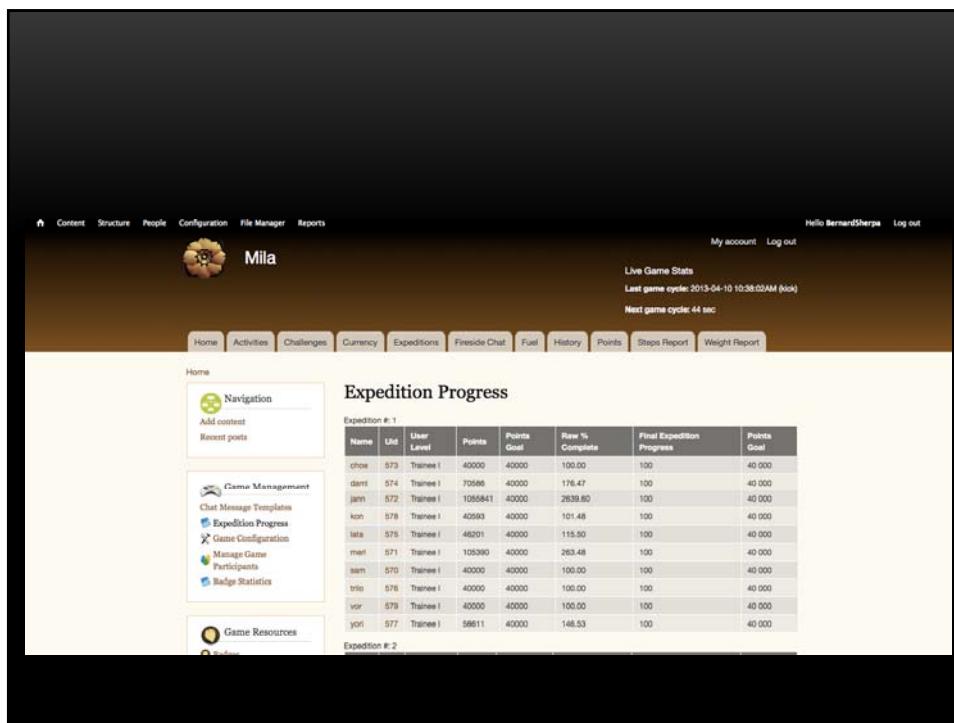 Content Structure People Configuration File Manager Reports Hello BernardSherpa Log out
My account Log out
Mila
Live Game Stats
Last game cycle: 2013-04-10 10:38:02AM (kick)
Next game cycle: 44 sec
Home Activities Challenges Currency Expeditions Fireside Chat Fuel History Points Steps Report Weight Report
Home
Navigation
Add content
Recent posts
Game Management
Chat Message Templates
Expedition Progress
Game Configuration
Manage Game
Participants
Badge Statistics
Game Resources
Badges
Expedition Progress
Expedition #: 1
Name Uid User Level Points Points Goal Raw % Complete Final Expedition Progress Points Goal
choe 573 Trainee I 40000 40000 100.00 100 40 000
daml 574 Trainee I 70586 40000 176.47 100 40 000
jann 572 Trainee I 1055841 40000 2639.60 100 40 000
kon 578 Trainee I 40593 40000 101.48 100 40 000
lata 575 Trainee I 46201 40000 115.50 100 40 000
merl 571 Trainee I 105390 40000 263.48 100 40 000
sam 570 Trainee I 40000 40000 100.00 100 40 000
trilo 576 Trainee I 40000 40000 100.00 100 40 000
vor 579 Trainee I 40000 40000 100.00 100 40 000
yori 577 Trainee I 58611 40000 146.53 100 40 000
Expedition #: 2